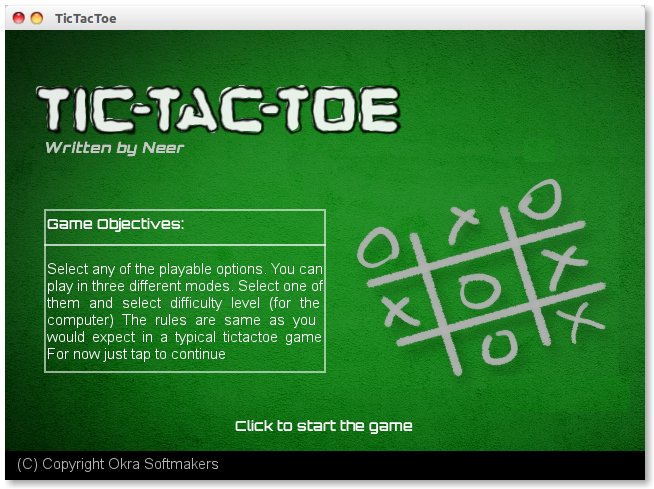 TicTacToe
TIC-TAC-TOE
Written by Neer
Game Objectives:
Select any of the playable options. You can
play in three different modes. Select one of
them and select difficulty level (for the
computer) The rules are same as you
would expect in a typical tictactoe game
For now just tap to continue
O X O
X O X
O X
Click to start the game
(C) Copyright Okra Softmakers